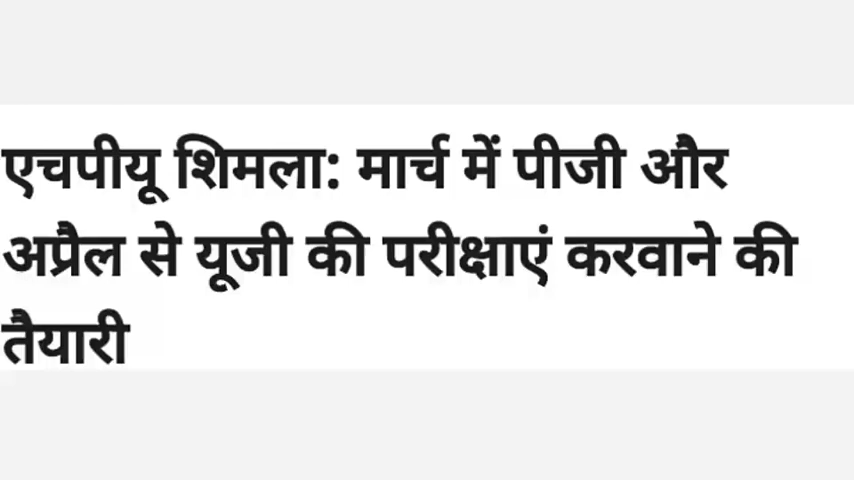 एचपीयू शिमला: मार्च में पीजी और
अप्रैल से यूजी की परीक्षाएं करवाने की
तैयारी